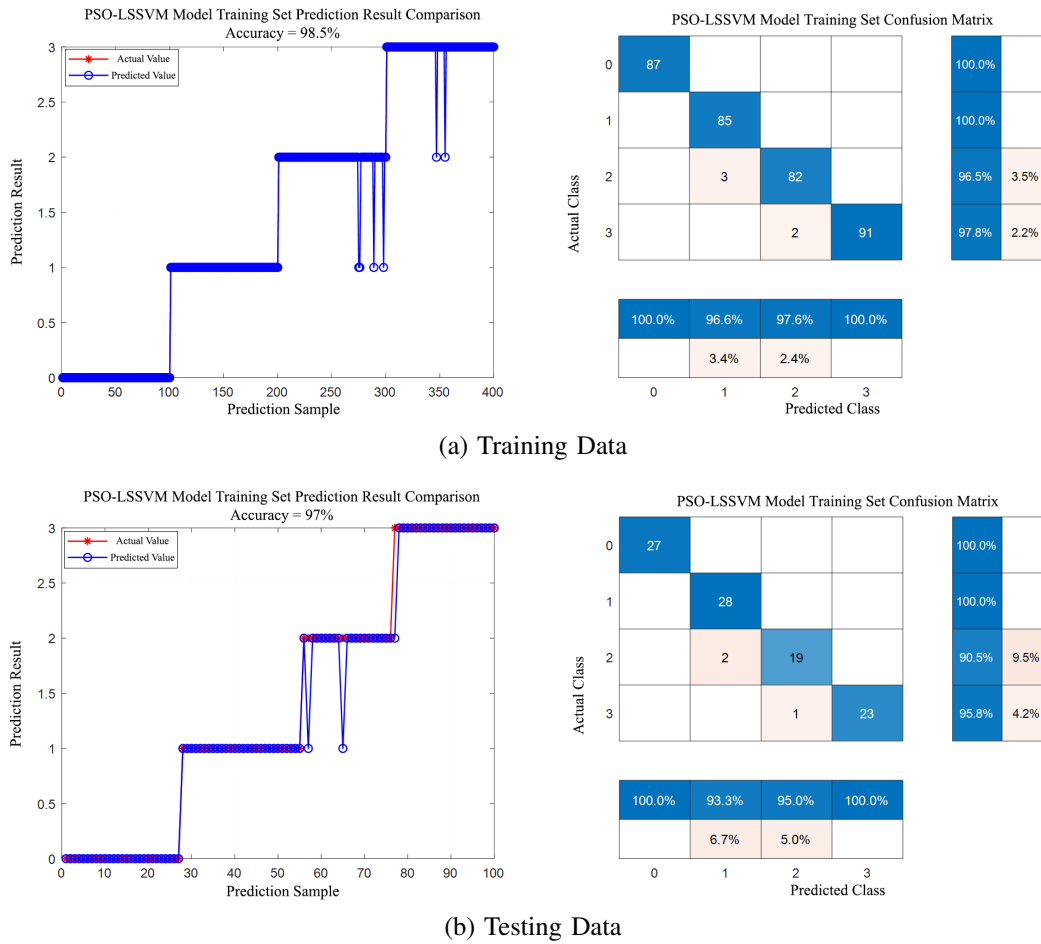 PSO-LSSVM Model Training Set Prediction Result Comparison
Accuracy = 98.5%
3
2.5
2
1.5
1
0.5
0
Prediction Result
Actual Value
Predicted Value
0 50 100 150 200 250 300 350 400
Prediction Sample
PSO-LSSVM Model Training Set Confusion Matrix
Actual Class
0 87 100.0%
1 85 100.0%
2 3 82 96.5% 3.5%
3 2 91 97.8% 2.2%
100.0% 96.6% 97.6% 100.0%
3.4% 2.4%
0 1 2 3
Predicted Class
(a) Training Data
PSO-LSSVM Model Training Set Prediction Result Comparison
Accuracy = 97%
3
2.5
2
1.5
1
0.5
0
Prediction Result
Actual Value
Predicted Value
0 10 20 30 40 50 60 70 80 90 100
Prediction Sample
PSO-LSSVM Model Training Set Confusion Matrix
Actual Class
0 27 100.0%
1 28 100.0%
2 2 19 90.5% 9.5%
3 1 23 95.8% 4.2%
100.0% 93.3% 95.0% 100.0%
6.7% 5.0%
0 1 2 3
Predicted Class
(b) Testing Data